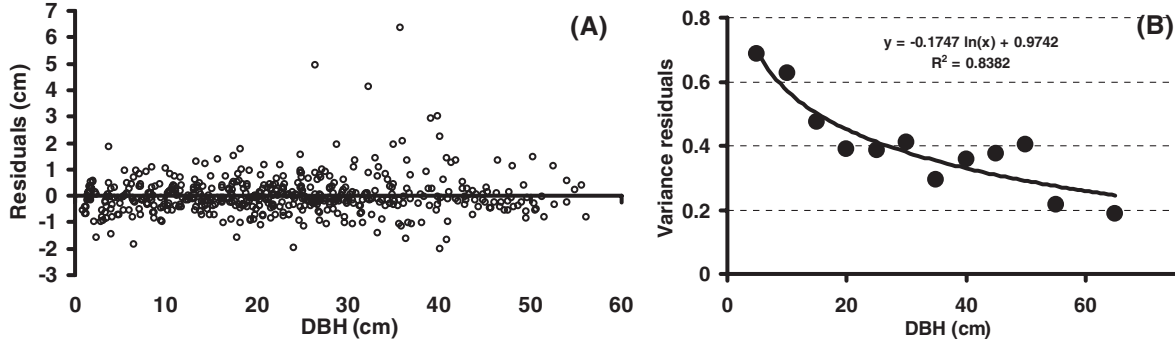 7
6
5
4
3
2
1
0
-1
-2
-3
Residuals (cm)
(A)
0 10 20 30 40 50 60
DBH (cm)
0.8
0.6
0.4
0.2
0
Variance residuals
(B)
y = -0.1747 ln(x) + 0.9742
R² = 0.8382
0 20 40 60
DBH (cm)